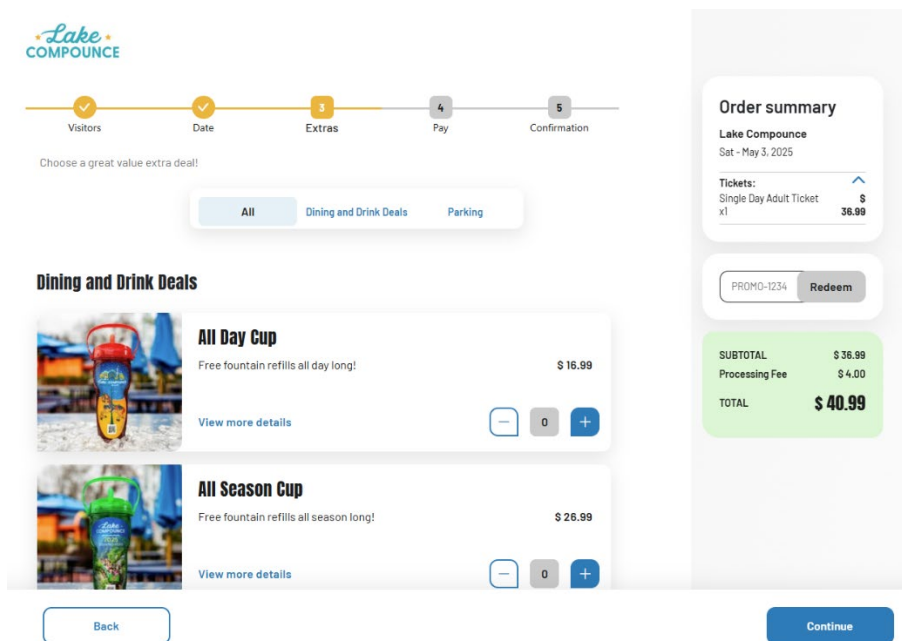 Lake
COMPOUNCE
3
4
5
Visitors
Date
Extras
Pay
Confirmation
Choose a great value extra deal!
All
Dining and Drink Deals
Parking
Dining and Drink Deals
All Day Cup
Free fountain refills all day long!
$ 16.99
View more details
0
All Season Cup
Free fountain refills all season long!
$ 26.99
View more details
0
Lake
COMPOUNCE
2025
Back
Continue
Order summary
Lake Compounce
Sat - May 3, 2025
Tickets:
Single Day Adult Ticket $
x1 36.99
PROMO-1234
Redeem
SUBTOTAL $ 36.99
Processing Fee $ 4.00
TOTAL $ 40.99